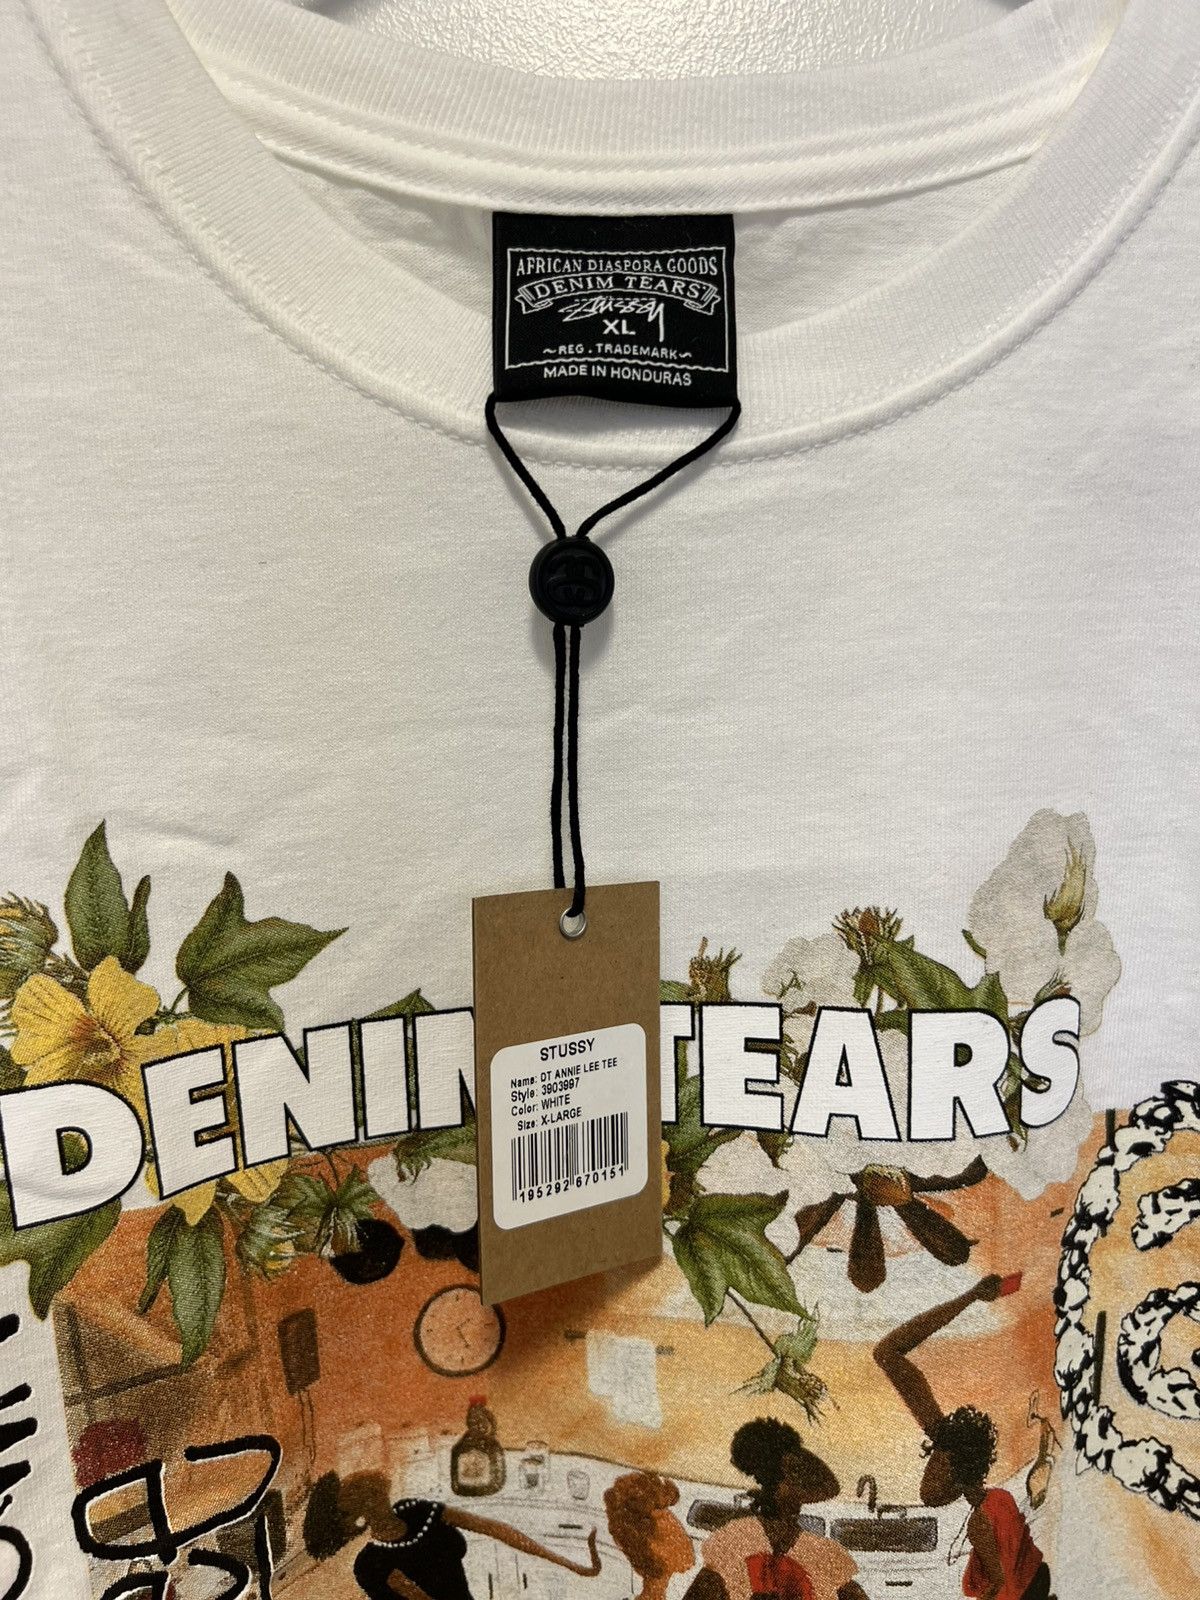 AFRICAN DIASPORA GOODS
DENIM TEARS
Stüssy
XL
~REG. TRADEMARK~
MADE IN HONDURAS
DENIM TEARS
STUSSY
Name: DT ANNIE LEE TEE
Style: 3903997
Color: WHITE
Size: X-LARGE
195292 670151